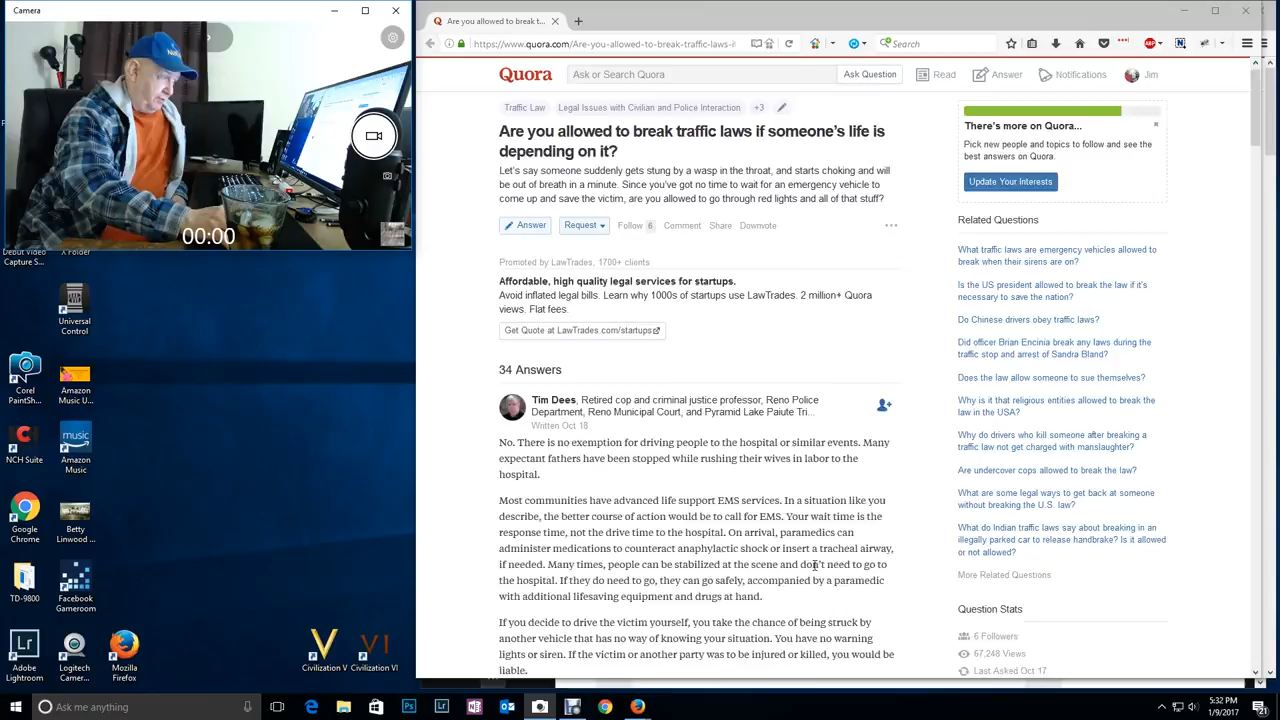 Camera
00:00
Debut Video
Capture S...
X Folder
Universal
Control
Corel
PaintSh...
Amazon
Music U...
NCH Suite
Amazon
Music
Google
Chrome
Betty
Linwood ...
TD-9800
Facebook
Gameroom
Adobe
Lightroom
Logitech
Camer...
Mozilla
Firefox
Civilization V
Civilization VI
Ask me anything
Are you allowed to break t...
https://www.quora.com/Are-you-allowed-to-break-traffic-laws-i
Search
Quora
Ask or Search Quora
Ask Question
Read
Answer
Notifications
Jim
Traffic Law
Legal Issues with Civilian and Police Interaction
+3
Are you allowed to break traffic laws if someone's life is
depending on it?
Let's say someone suddenly gets stung by a wasp in the throat, and starts choking and will
be out of breath in a minute. Since you've got no time to wait for an emergency vehicle to
come up and save the victim, are you allowed to go through red lights and all of that stuff?
Answer
Request
Follow 6
Comment
Share
Downvote
Promoted by LawTrades, 1700+ clients
Affordable, high quality legal services for startups.
Avoid inflated legal bills. Learn why 1000s of startups use LawTrades. 2 million+ Quora
views. Flat fees.
Get Quote at LawTrades.com/startups
34 Answers
Tim Dees, Retired cop and criminal justice professor, Reno Police
Department, Reno Municipal Court, and Pyramid Lake Paiute Tri...
Written Oct 18
No. There is no exemption for driving people to the hospital or similar events. Many
expectant fathers have been stopped while rushing their wives in labor to the
hospital.
Most communities have advanced life support EMS services. In a situation like you
describe, the better course of action would be to call for EMS. Your wait time is the
response time, not the drive time to the hospital. On arrival, paramedics can
administer medications to counteract anaphylactic shock or insert a tracheal airway,
if needed. Many times, people can be stabilized at the scene and don't need to go to
the hospital. If they do need to go, they can go safely, accompanied by a paramedic
with additional lifesaving equipment and drugs at hand.
If you decide to drive the victim yourself, you take the chance of being struck by
another vehicle that has no way of knowing your situation. You have no warning
lights or siren. If the victim or another party was to be injured or killed, you would be
liable.
There's more on Quora...
Pick new people and topics to follow and see the
best answers on Quora.
Update Your Interests
Related Questions
What traffic laws are emergency vehicles allowed to
break when their sirens are on?
Is the US president allowed to break the law if it's
necessary to save the nation?
Do Chinese drivers obey traffic laws?
Did officer Brian Encinia break any laws during the
traffic stop and arrest of Sandra Bland?
Does the law allow someone to sue themselves?
Why is it that religious entities allowed to break the
law in the USA?
Why do drivers who kill someone after breaking a
traffic law not get charged with manslaughter?
Are undercover cops allowed to break the law?
What are some legal ways to get back at someone
without breaking the U.S. law?
What do Indian traffic laws say about breaking in an
illegally parked car to release handbrake? Is it allowed
or not allowed?
More Related Questions
Question Stats
6 Followers
67,248 Views
Last Asked Oct 17
5:32 PM
1/9/2017
21